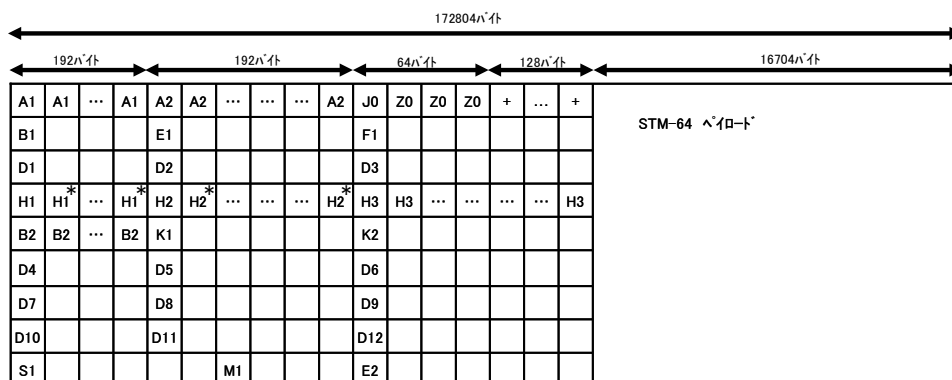 172804ﾊﾞｲﾄ
192ﾊﾞｲﾄ 192ﾊﾞｲﾄ 64ﾊﾞｲﾄ 128ﾊﾞｲﾄ 16704ﾊﾞｲﾄ
A1 A1 … A1 A2 A2 … … … A2 J0 Z0 Z0 Z0 + … +
STM-64 ﾍﾟｲﾛｰﾄﾞ
B1 E1 F1
D1 D2 D3
H1 H1* … H1* H2 H2* … … … H2* H3 H3 … … … … H3
B2 B2 … B2 K1 K2
D4 D5 D6
D7 D8 D9
D10 D11 D12
S1 M1 E2